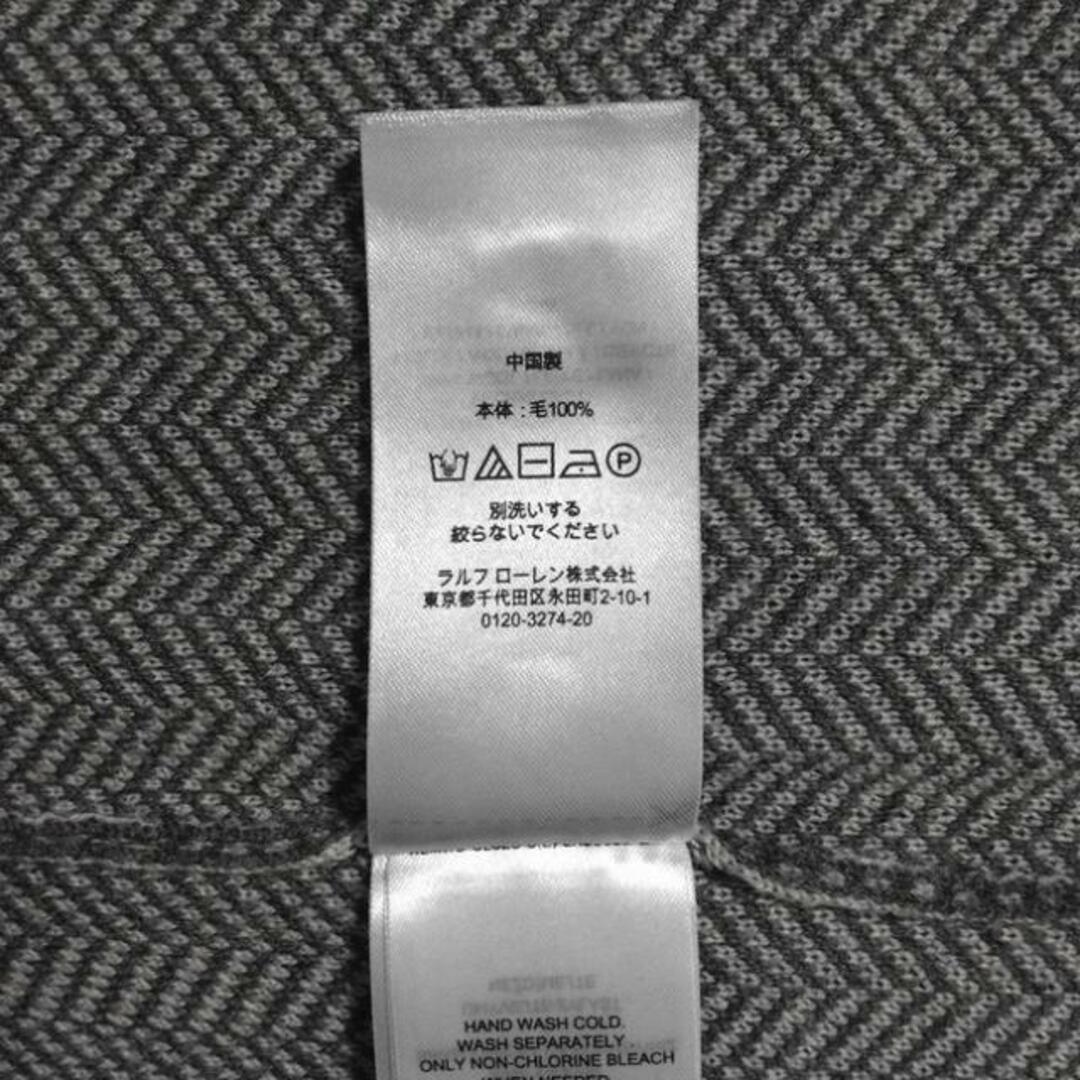 中国製
本体:毛100%
P
別洗いする
絞らないでください
ラルフ ローレン株式会社
東京都千代田区永田町2-10-1
0120-3274-20
HAND WASH COLD.
WASH SEPARATELY.
ONLY NON-CHLORINE BLEACH
WHEN NEEDED